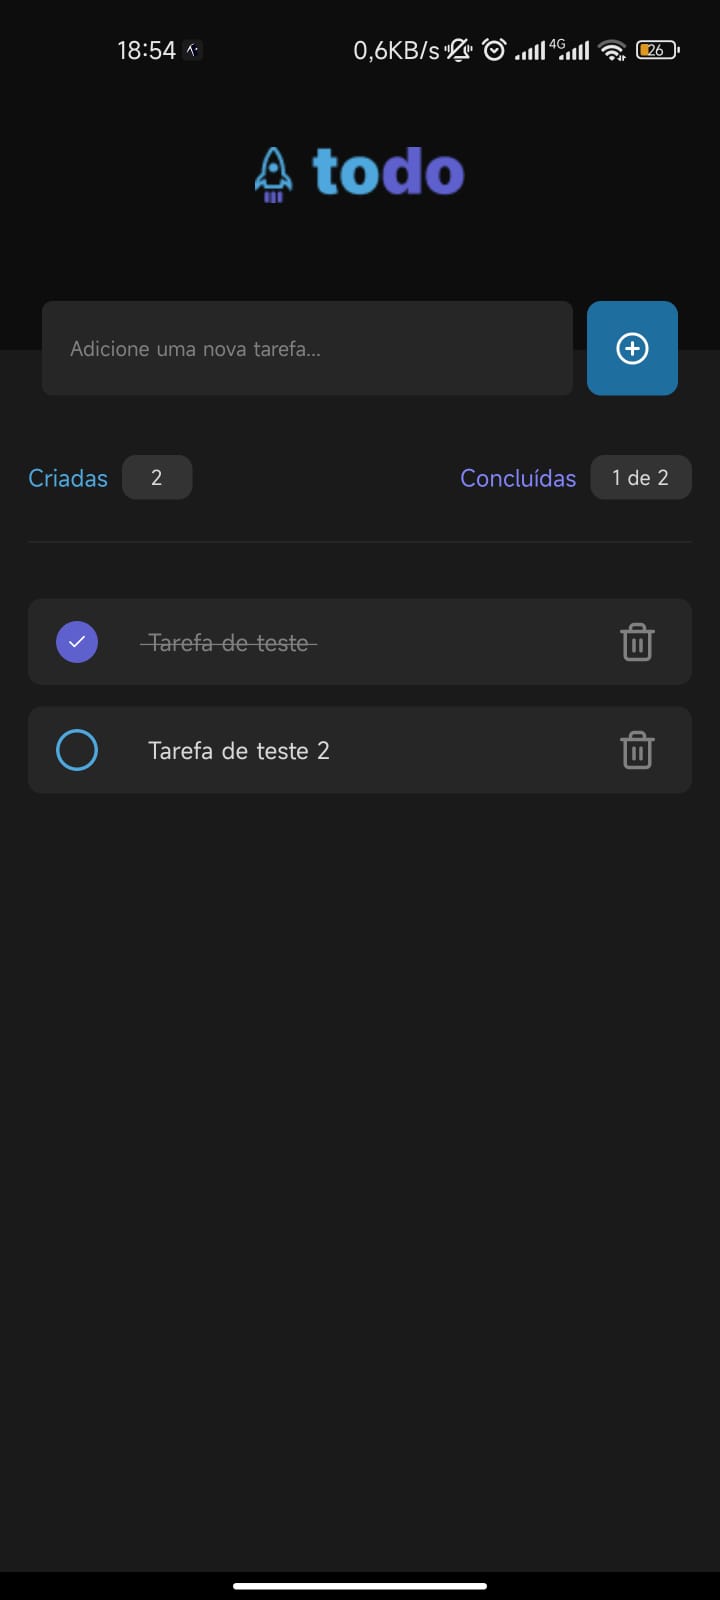 18:54 0,6KB/s 4G 26
todo
Adicione uma nova tarefa...
Criadas 2 Concluídas 1 de 2
Tarefa de teste
Tarefa de teste 2